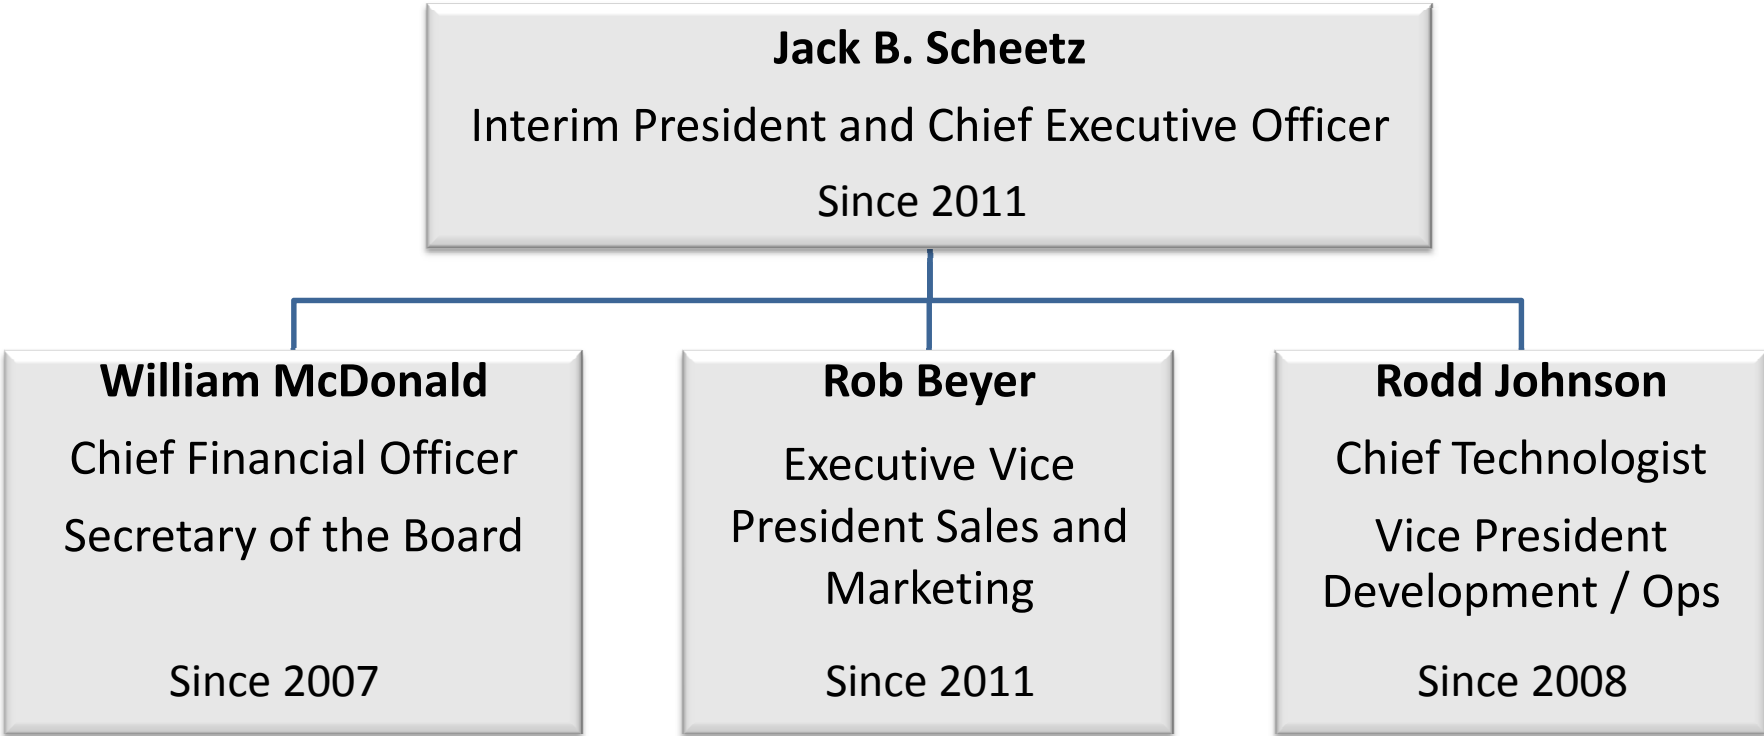 Jack B. Scheetz
Interim President and Chief Executive Officer
Since 2011
William McDonald
Chief Financial Officer
Secretary of the Board
Since 2007
Rob Beyer
Executive Vice
President Sales and
Marketing
Since 2011
Rodd Johnson
Chief Technologist
Vice President
Development / Ops
Since 2008